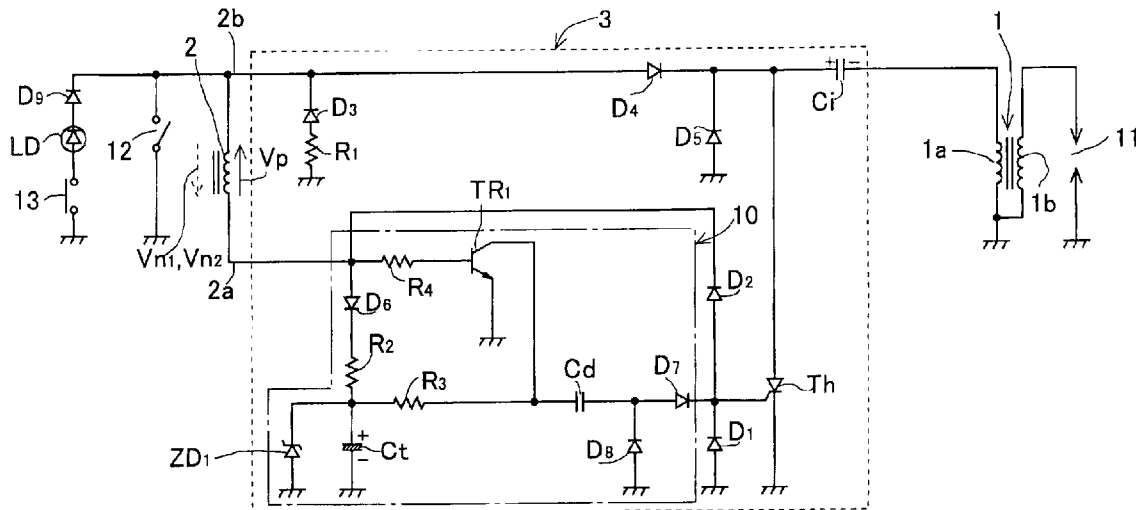 2b
3
1
2
D9
D3
D4
Ci
+ −
LD
12
R1
D5
11
Vp
1a
13
TR1
10
1b
Vn1,Vn2
2a
R4
D2
D6
R2
R3
Cd
D7
Th
ZD1
+
−
Ct
D8
D1